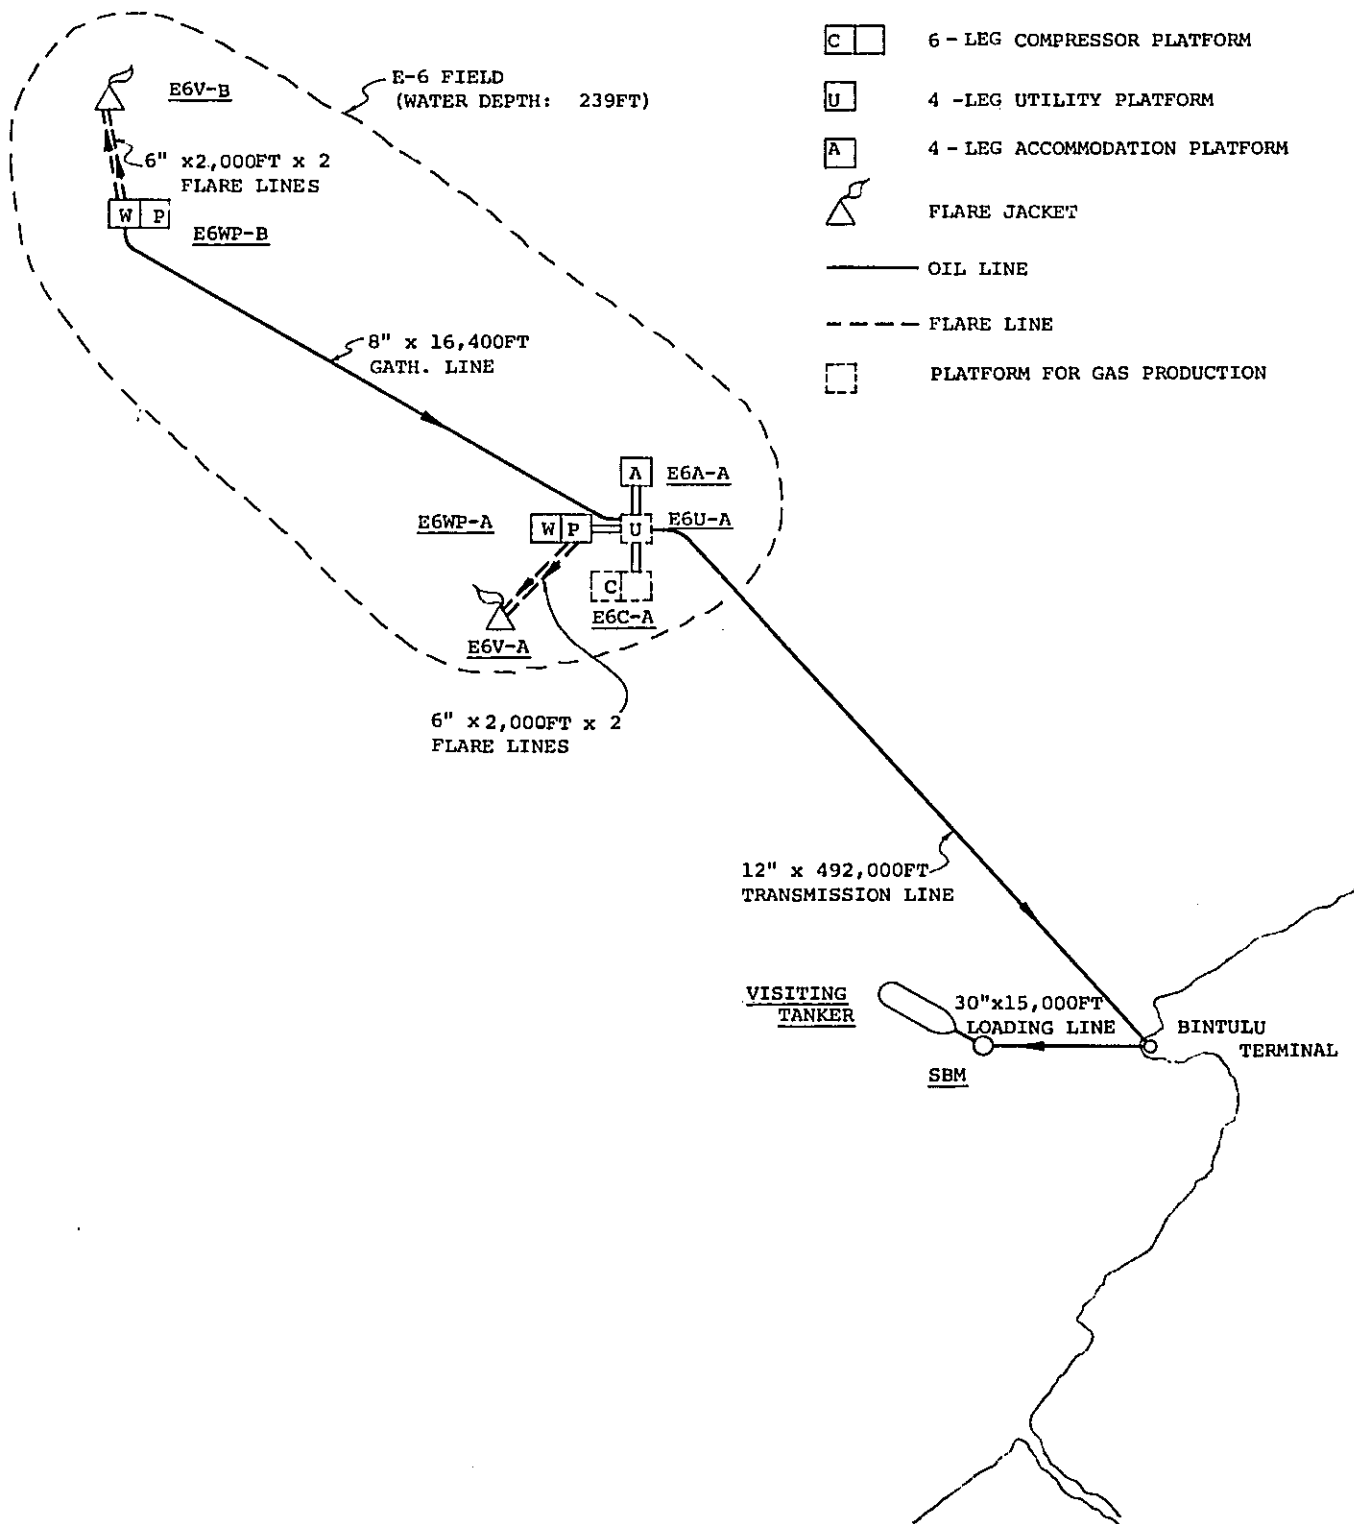 C
6 - LEG COMPRESSOR PLATFORM
U
4 -LEG UTILITY PLATFORM
A
4 - LEG ACCOMMODATION PLATFORM
FLARE JACKET
OIL LINE
FLARE LINE
PLATFORM FOR GAS PRODUCTION
E-6 FIELD
(WATER DEPTH: 239FT)
E6V-B
6" x2,000FT x 2
FLARE LINES
W P
E6WP-B
8" x 16,400FT
GATH. LINE
A
E6A-A
E6WP-A
W P
U
E6U-A
C
E6C-A
E6V-A
6" x 2,000FT x 2
FLARE LINES
12" x 492,000FT
TRANSMISSION LINE
VISITING
TANKER
30"x15,000FT
LOADING LINE
SBM
BINTULU
TERMINAL